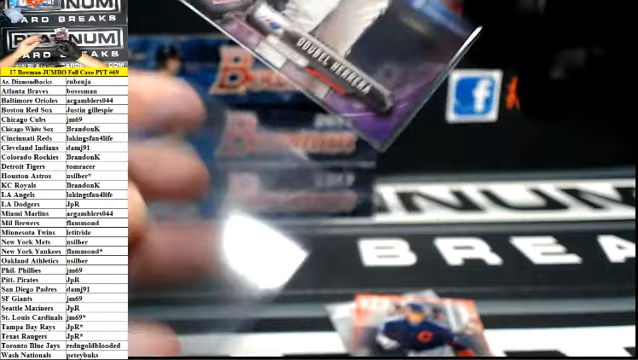 PLATINUM
CARD BREAKS
17 Bowman JUMBO Full Case PYT #69
Az. Diamondbacks rubenja
Atlanta Braves bosssman
Baltimore Orioles acgamblers044
Boston Red Sox Justin gillespie
Chicago Cubs jm69
Chicago White Sox BrandonK
Cincinnati Reds lakingsfan4life
Cleveland Indians damj91
Colorado Rockies BrandonK
Detroit Tigers tomracer
Houston Astros nsilber*
KC Royals BrandonK
LA Angels lakingsfan4life
LA Dodgers JpR
Miami Marlins acgamblers044
Mil Brewers flammond
Minnesota Twins letitride
New York Mets nsilber
New York Yankees flammond*
Oakland Athletics nsilber
Phil. Phillies jm69
Pitt. Pirates JpR
San Diego Padres damj91
SF Giants jm69
Seattle Mariners JpR
St. Louis Cardinals jm69*
Tampa Bay Rays JpR*
Texas Rangers JpR*
Toronto Blue Jays redngoldblooded
Wash Nationals peteybuks
ODUBEL HERRERA
Bowman
f
NUM
BREA